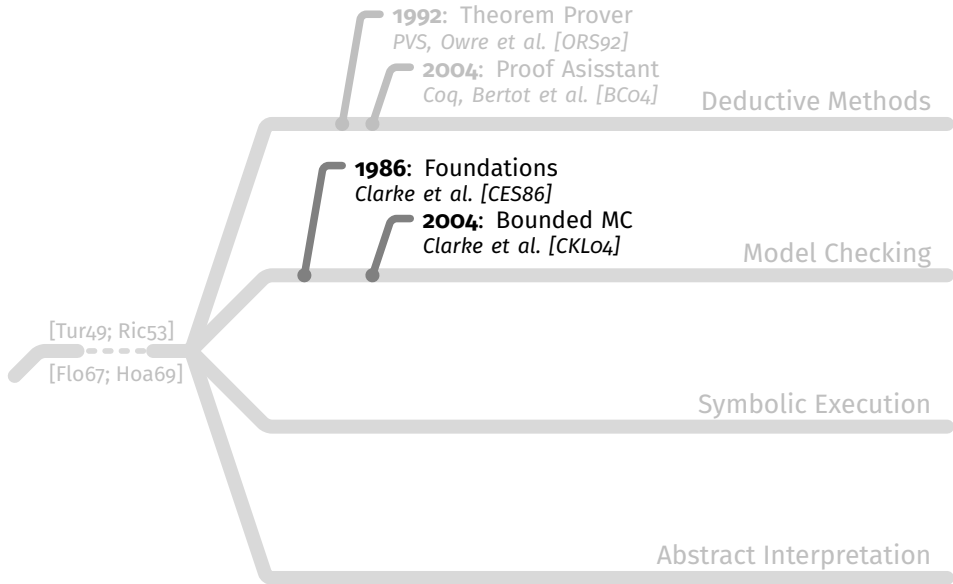 1992: Theorem Prover
PVS, Owre et al. [ORS92]
2004: Proof Asisstant
Coq, Bertot et al. [BC04]
Deductive Methods
1986: Foundations
Clarke et al. [CES86]
2004: Bounded MC
Clarke et al. [CKL04]
Model Checking
[Tur49; Ric53]
[Flo67; Hoa69]
Symbolic Execution
Abstract Interpretation